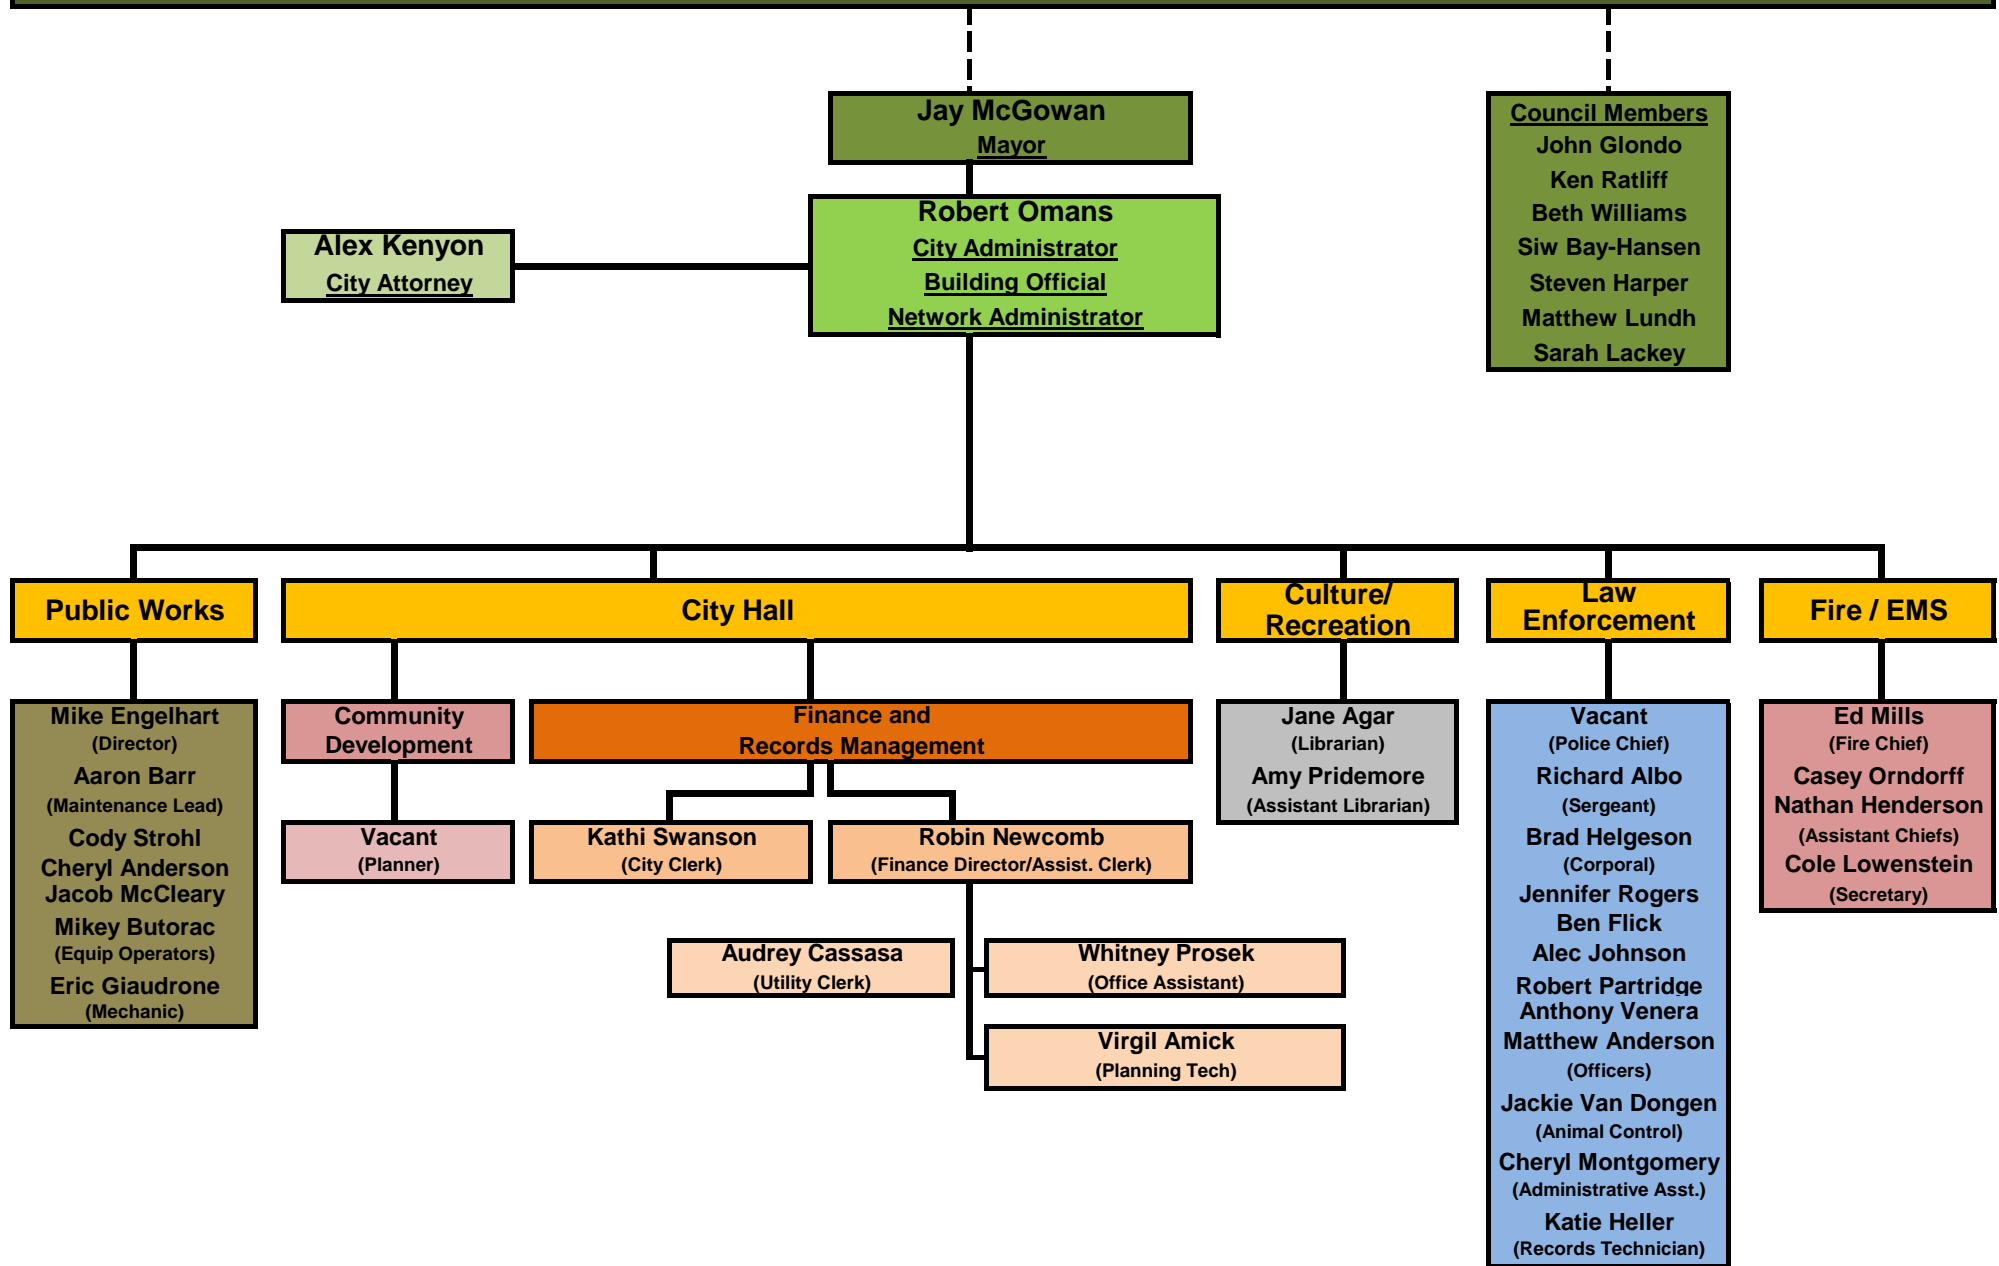 Jay McGowan
Mayor
Council Members
John Glondo
Ken Ratliff
Beth Williams
Siw Bay-Hansen
Steven Harper
Matthew Lundh
Sarah Lackey
Robert Omans
City Administrator
Building Official
Network Administrator
Alex Kenyon
City Attorney
Public Works
City Hall
Culture/
Recreation
Law
Enforcement
Fire / EMS
Mike Engelhart
(Director)
Aaron Barr
(Maintenance Lead)
Cody Strohl
Cheryl Anderson
Jacob McCleary
Mikey Butorac
(Equip Operators)
Eric Giaudrone
(Mechanic)
Community
Development
Vacant
(Planner)
Finance and
Records Management
Kathi Swanson
(City Clerk)
Robin Newcomb
(Finance Director/Assist. Clerk)
Audrey Cassasa
(Utility Clerk)
Whitney Prosek
(Office Assistant)
Virgil Amick
(Planning Tech)
Jane Agar
(Librarian)
Amy Pridemore
(Assistant Librarian)
Vacant
(Police Chief)
Richard Albo
(Sergeant)
Brad Helgeson
(Corporal)
Jennifer Rogers
Ben Flick
Alec Johnson
Robert Partridge
Anthony Venera
Matthew Anderson
(Officers)
Jackie Van Dongen
(Animal Control)
Cheryl Montgomery
(Administrative Asst.)
Katie Heller
(Records Technician)
Ed Mills
(Fire Chief)
Casey Orndorff
Nathan Henderson
(Assistant Chiefs)
Cole Lowenstein
(Secretary)